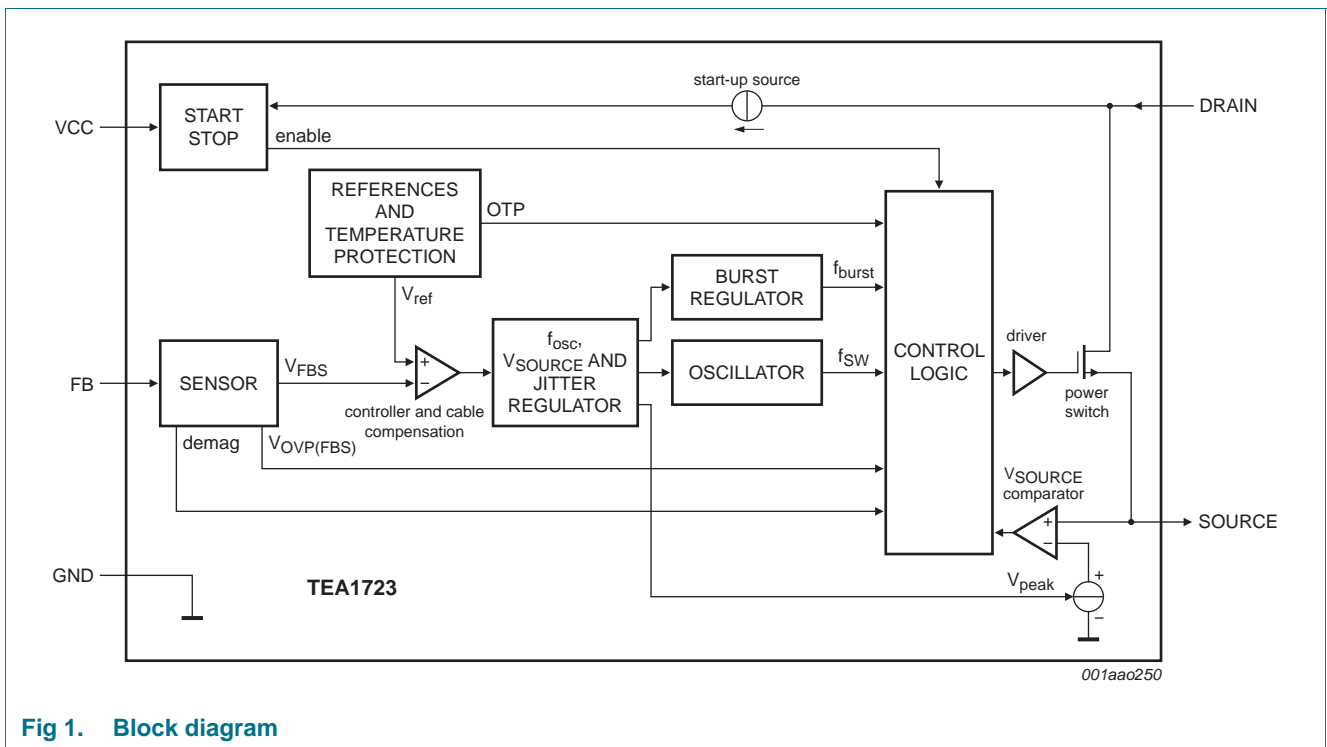 start-up source
DRAIN
START
STOP
VCC
enable
REFERENCES
AND
TEMPERATURE
PROTECTION
OTP
BURST
REGULATOR
fburst
Vref
fosc,
VSOURCE AND
JITTER
REGULATOR
OSCILLATOR
fSW
CONTROL
LOGIC
driver
power
switch
FB
SENSOR
VFBS
+
−
controller and cable
compensation
demag
VOVP(FBS)
VSOURCE
comparator
+
−
SOURCE
GND
TEA1723
Vpeak
+
−
001aao250
Fig 1. Block diagram